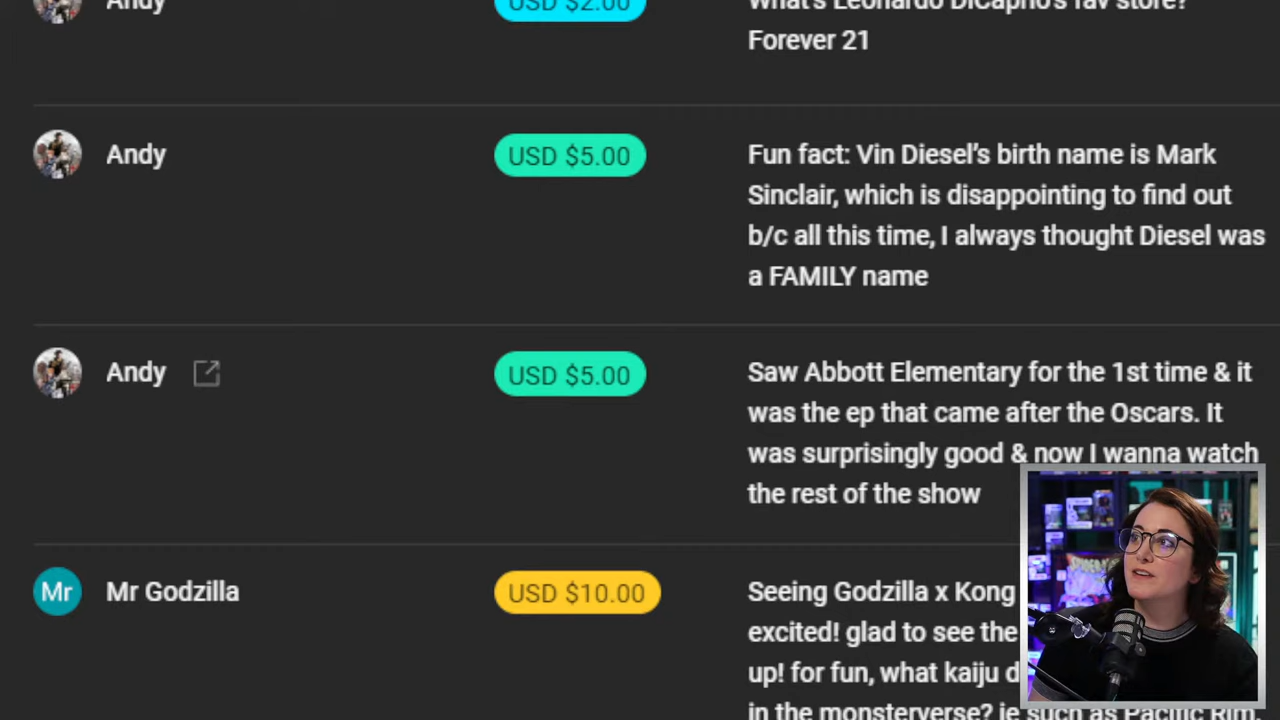 Andy
USD $2.00
What's Leonardo DiCaprio's fav store?
Forever 21
Andy
USD $5.00
Fun fact: Vin Diesel's birth name is Mark
Sinclair, which is disappointing to find out
b/c all this time, I always thought Diesel was
a FAMILY name
Andy
USD $5.00
Saw Abbott Elementary for the 1st time & it
was the ep that came after the Oscars. It
was surprisingly good & now I wanna watch
the rest of the show
Mr
Mr Godzilla
USD $10.00
Seeing Godzilla x Kong
excited! glad to see the
up! for fun, what kaiju
in the monsterverse? ie such as Pacific Rim,